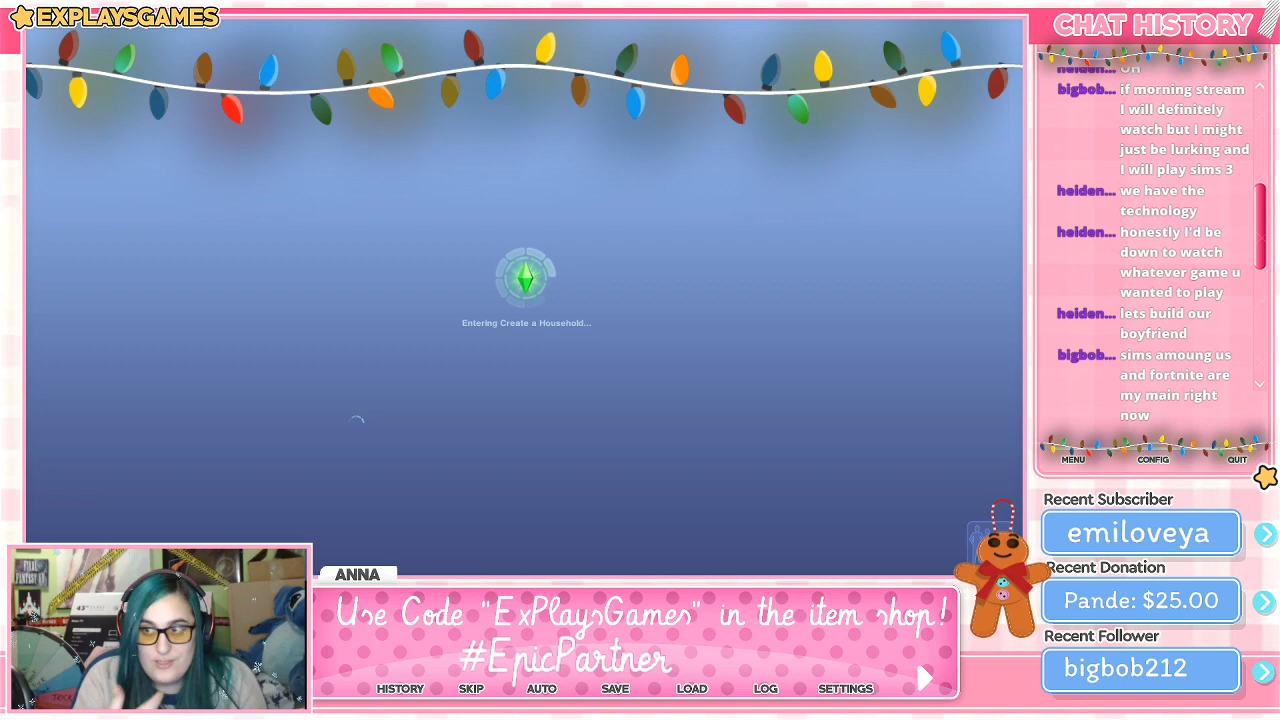 EXPLAYSGAMES
CHAT HISTORY
heiden... OH
bigbob... if morning stream
I will definitely
watch but I might
just be lurking and
I will play sims 3
heiden... we have the
technology
heiden... honestly I'd be
down to watch
whatever game u
wanted to play
heiden... lets build our
boyfriend
bigbob... sims amoung us
and fortnite are
my main right
now
MENU CONFIG QUIT
Entering Create a Household...
Recent Subscriber
emiloveya
Recent Donation
Pande: $25.00
Recent Follower
bigbob212
ANNA
Use Code "ExPlaysGames" in the item shop!
#EpicPartner
HISTORY SKIP AUTO SAVE LOAD LOG SETTINGS
FINAL